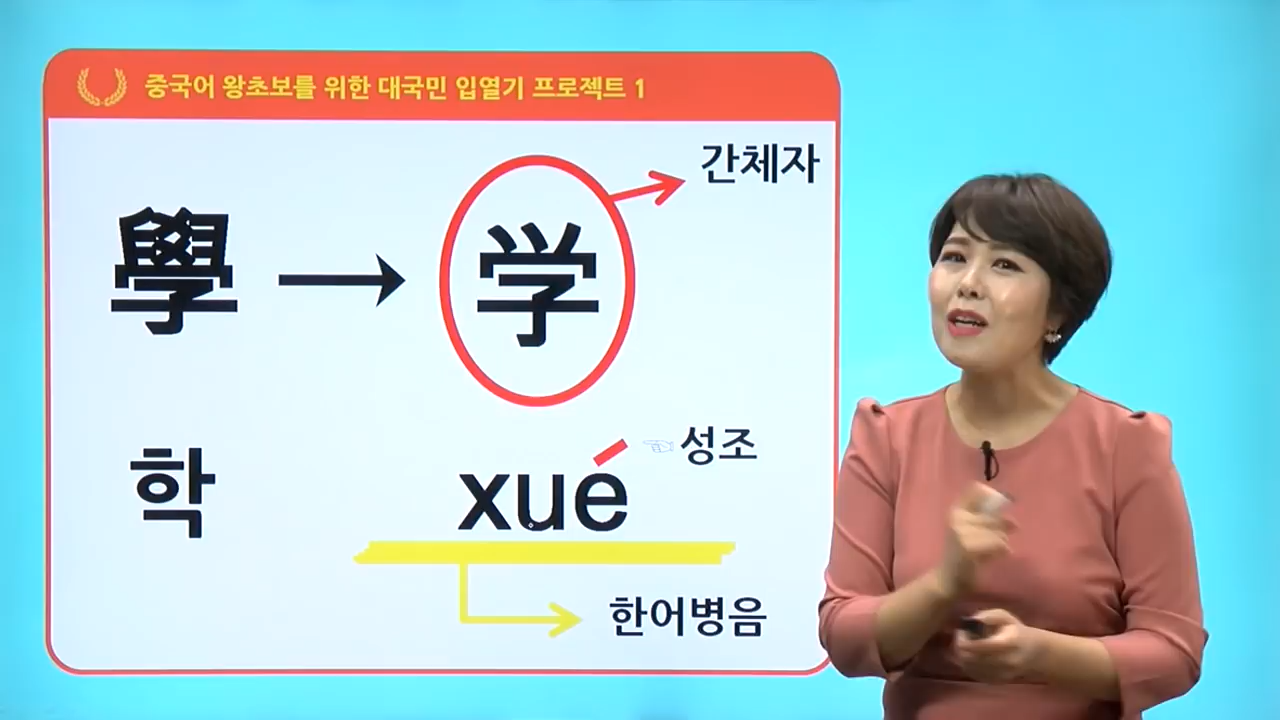 중국어 왕초보를 위한 대국민 입열기 프로젝트 1
간체자
學 → 学
☜ 성조
학 xué
한어병음